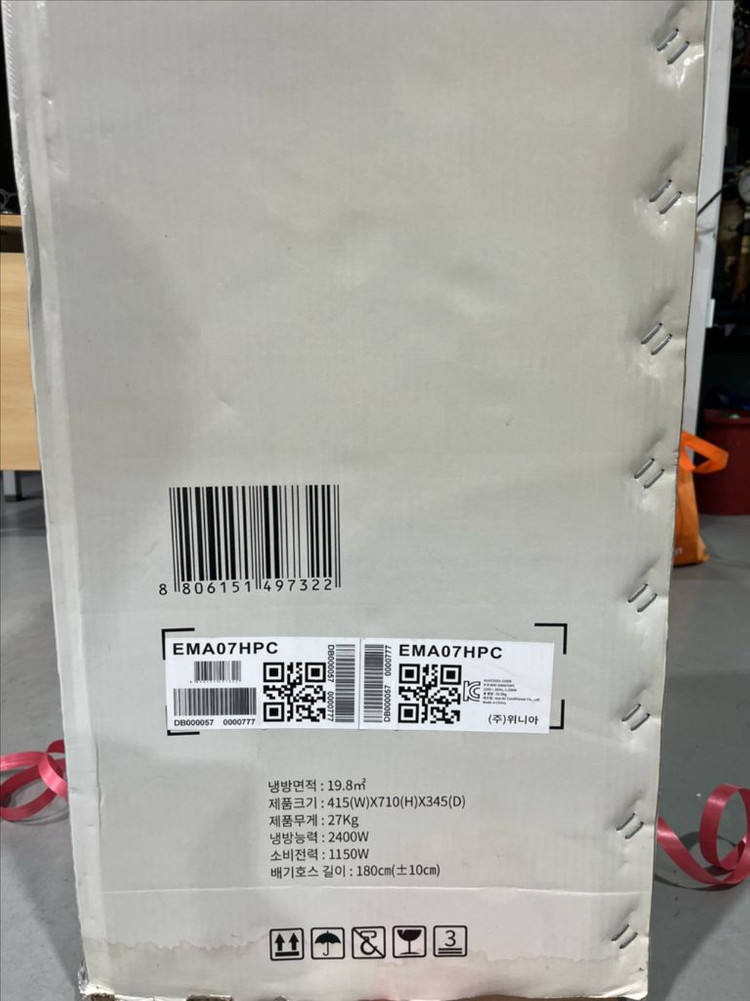 8 806151 497322
EMA07HPC
DB000057 0000777
DB000057 0000777
DB000057 0000777
EMA07HPC
(주)위니아
냉방면적 : 19.8㎡
제품크기 : 415(W)X710(H)X345(D)
제품무게 : 27Kg
냉방능력 : 2400W
소비전력 : 1150W
배기호스 길이 : 180㎝(±10㎝)
3